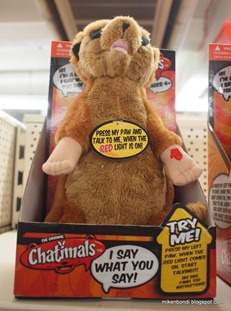 PRESS MY PAW AND
TALK TO ME, WHEN THE
RED LIGHT IS ON!
THE ORIGINAL
Chatimals
I SAY
WHAT YOU
SAY!
TRY
ME!
PRESS MY LEFT
PAW. WHEN THE
RED LIGHT COMES
ON, START
TALKING!!!
mikenbondi.blogspot.com